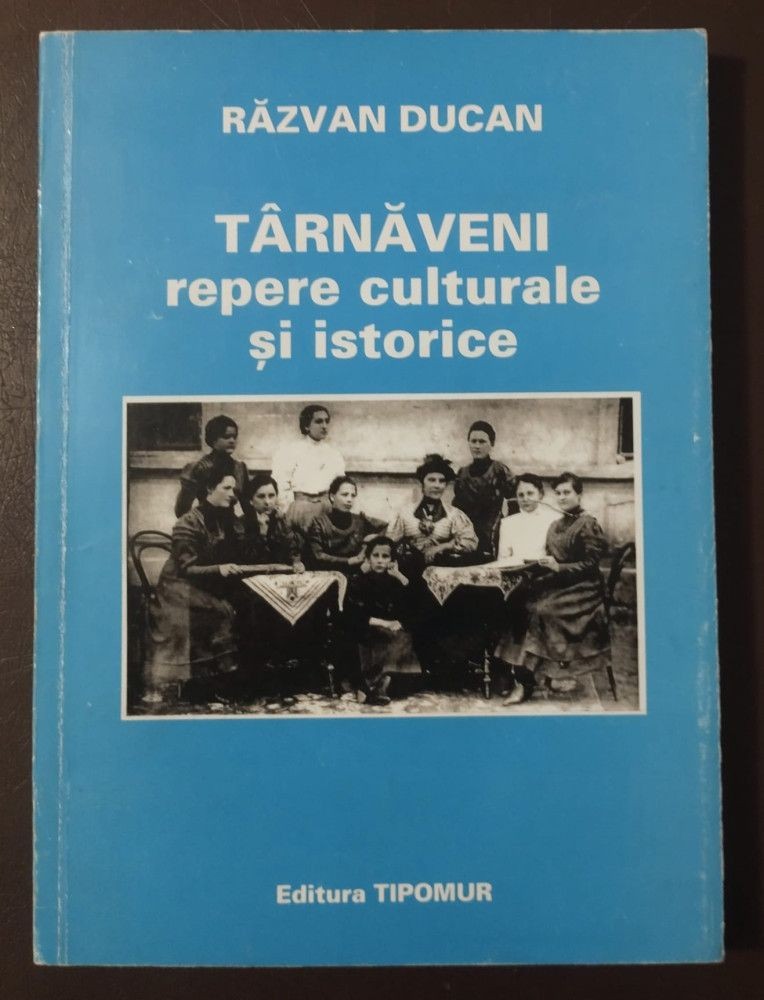 RĂZVAN DUCAN
TÂRNĂVENI
repere culturale
și istorice
Editura TIPOMUR